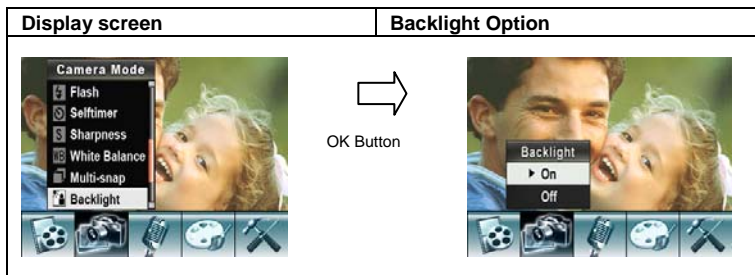 Display screen
Backlight Option
Camera Mode
Flash
Selftimer
S Sharpness
WB White Balance
Multi-snap
Backlight
OK Button
Backlight
On
Off